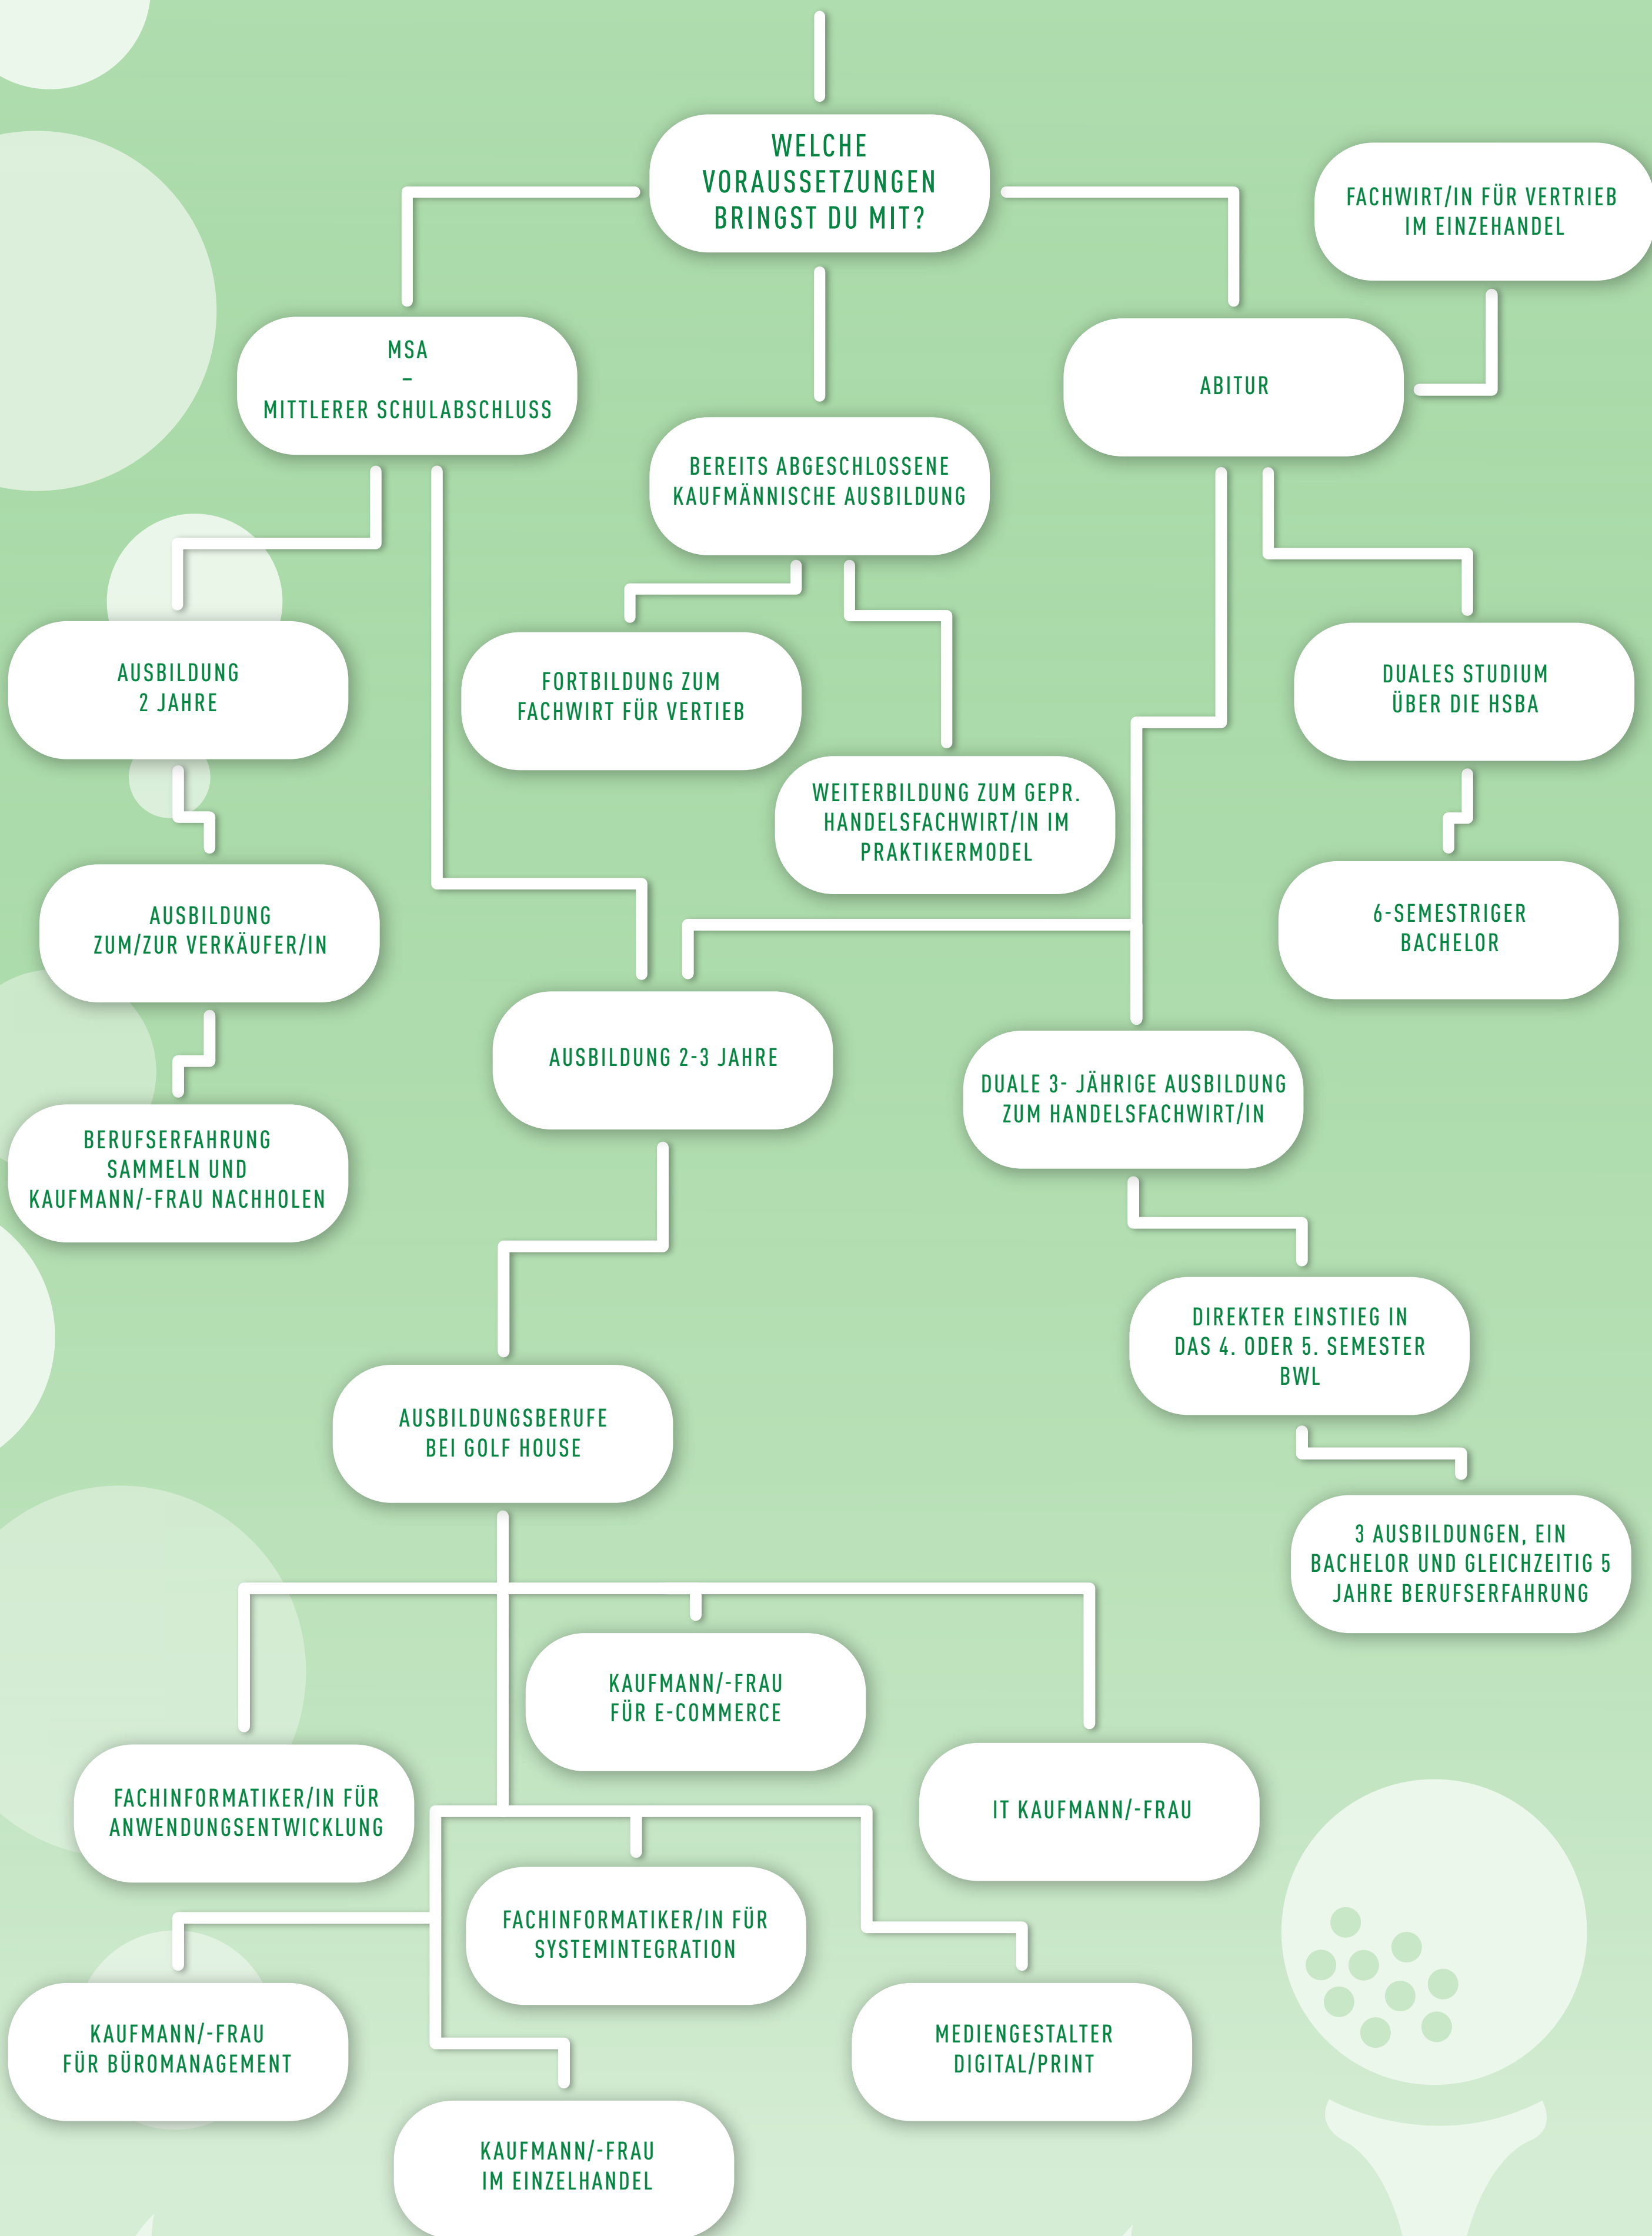 WELCHE
VORAUSSETZUNGEN
BRINGST DU MIT?
FACHWIRT/IN FÜR VERTRIEB
IM EINZEHANDEL
MSA
–
MITTLERER SCHULABSCHLUSS
ABITUR
BEREITS ABGESCHLOSSENE
KAUFMÄNNISCHE AUSBILDUNG
AUSBILDUNG
2 JAHRE
FORTBILDUNG ZUM
FACHWIRT FÜR VERTIEB
DUALES STUDIUM
ÜBER DIE HSBA
WEITERBILDUNG ZUM GEPR.
HANDELSFACHWIRT/IN IM
PRAKTIKERMODEL
AUSBILDUNG
ZUM/ZUR VERKÄUFER/IN
6-SEMESTRIGER
BACHELOR
AUSBILDUNG 2-3 JAHRE
DUALE 3- JÄHRIGE AUSBILDUNG
ZUM HANDELSFACHWIRT/IN
BERUFSERFAHRUNG
SAMMELN UND
KAUFMANN/-FRAU NACHHOLEN
DIREKTER EINSTIEG IN
DAS 4. ODER 5. SEMESTER
BWL
AUSBILDUNGSBERUFE
BEI GOLF HOUSE
3 AUSBILDUNGEN, EIN
BACHELOR UND GLEICHZEITIG 5
JAHRE BERUFSERFAHRUNG
KAUFMANN/-FRAU
FÜR E-COMMERCE
FACHINFORMATIKER/IN FÜR
ANWENDUNGSENTWICKLUNG
IT KAUFMANN/-FRAU
FACHINFORMATIKER/IN FÜR
SYSTEMINTEGRATION
KAUFMANN/-FRAU
FÜR BÜROMANAGEMENT
MEDIENGESTALTER
DIGITAL/PRINT
KAUFMANN/-FRAU
IM EINZELHANDEL